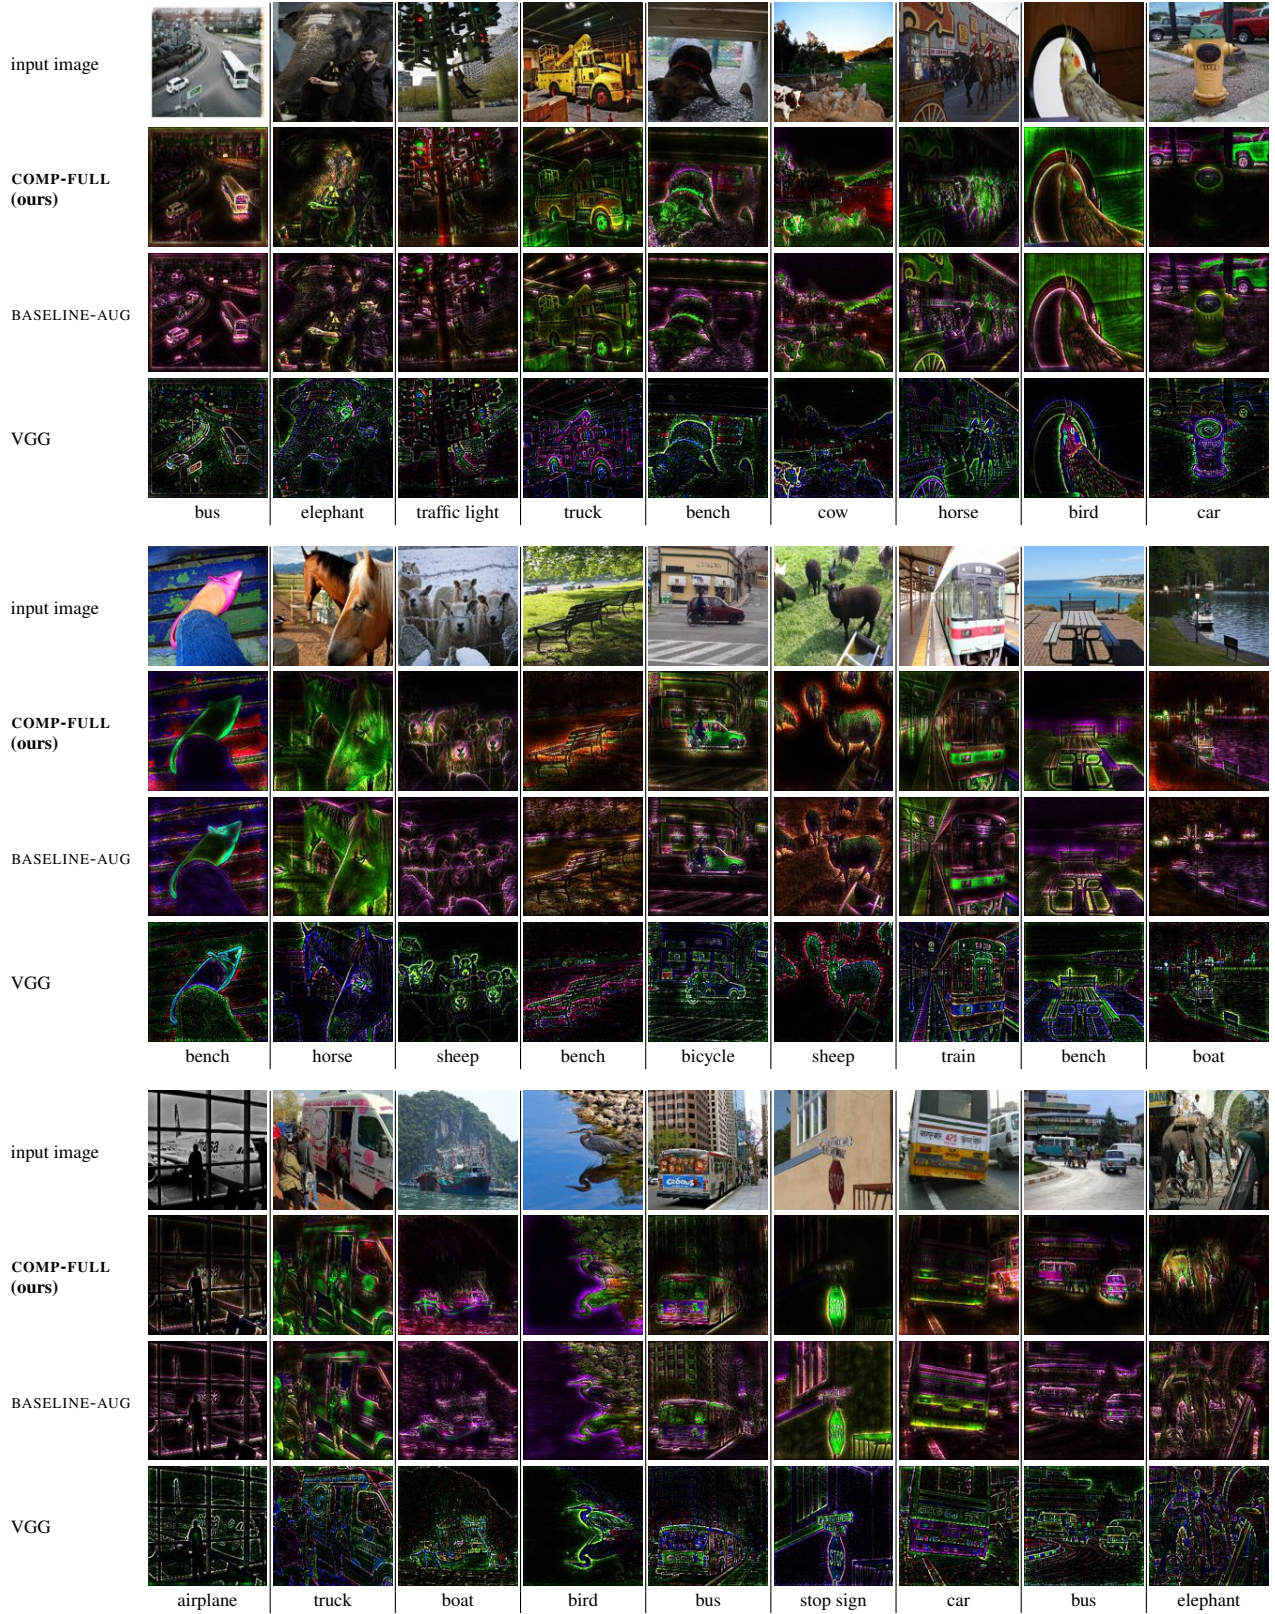 input image
COMP-FULL
(ours)
BASELINE-AUG
VGG
bus elephant traffic light truck bench cow horse bird car
input image
COMP-FULL
(ours)
BASELINE-AUG
VGG
bench horse sheep bench bicycle sheep train bench boat
input image
STOP
COMP-FULL
(ours)
BASELINE-AUG
VGG
STOP
airplane truck boat bird bus stop sign car bus elephant